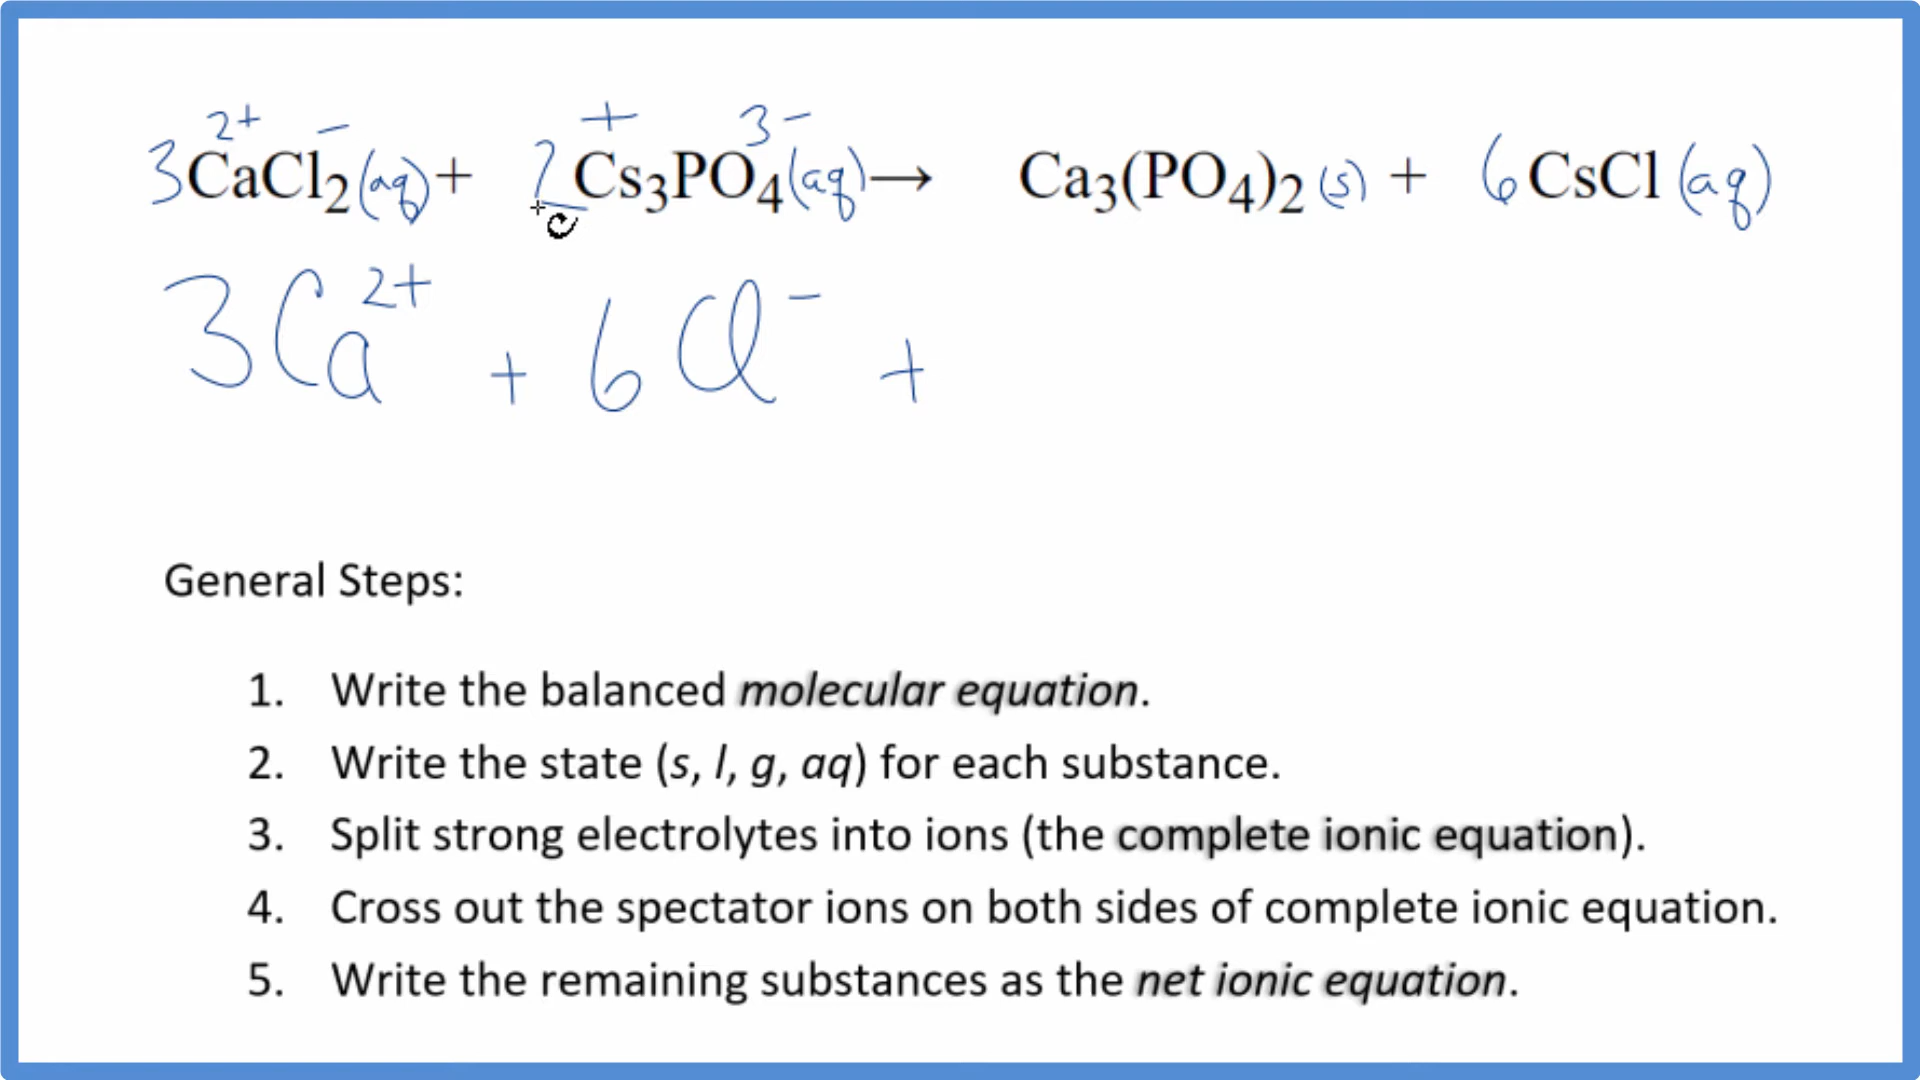 3CaCl₂(aq) + 2Cs₃PO₄(aq) → Ca₃(PO₄)₂(s) + 6CsCl(aq)
2+ − + 3−
3Ca²⁺ + 6Cl⁻ +
General Steps:
1. Write the balanced molecular equation.
2. Write the state (s, l, g, aq) for each substance.
3. Split strong electrolytes into ions (the complete ionic equation).
4. Cross out the spectator ions on both sides of complete ionic equation.
5. Write the remaining substances as the net ionic equation.